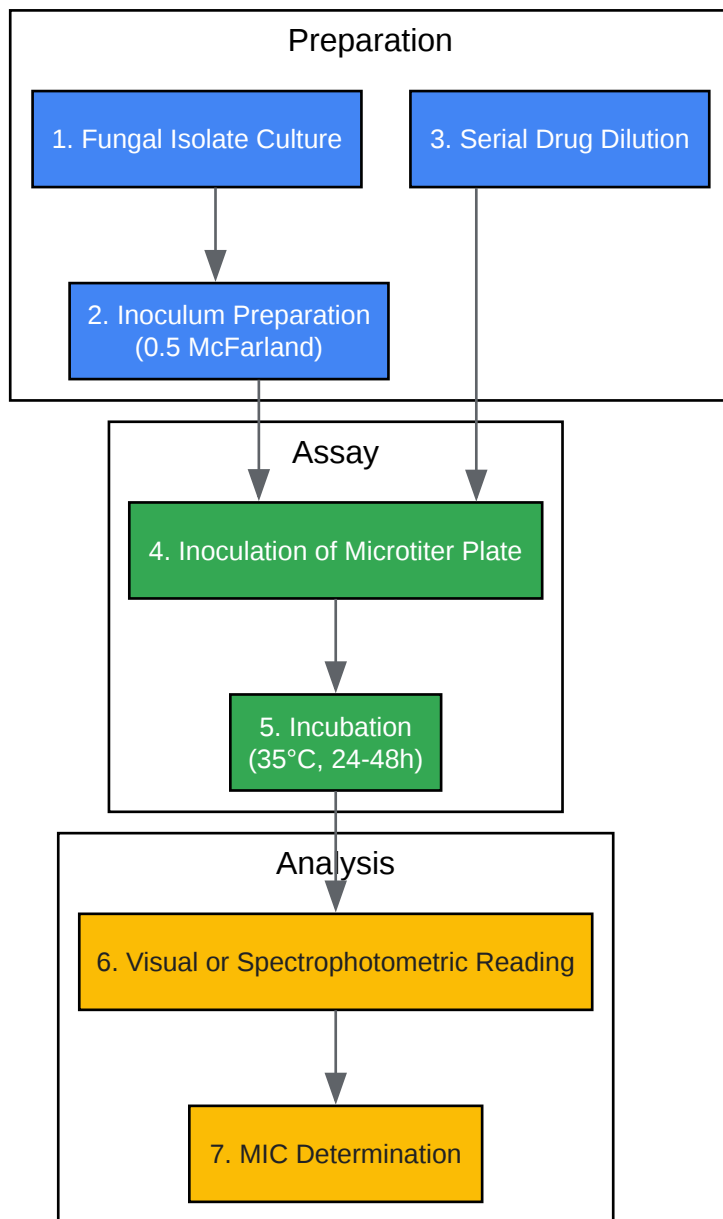 Preparation
1. Fungal Isolate Culture
3. Serial Drug Dilution
2. Inoculum Preparation
(0.5 McFarland)
Assay
4. Inoculation of Microtiter Plate
5. Incubation
(35°C, 24-48h)
Analysis
6. Visual or Spectrophotometric Reading
7. MIC Determination